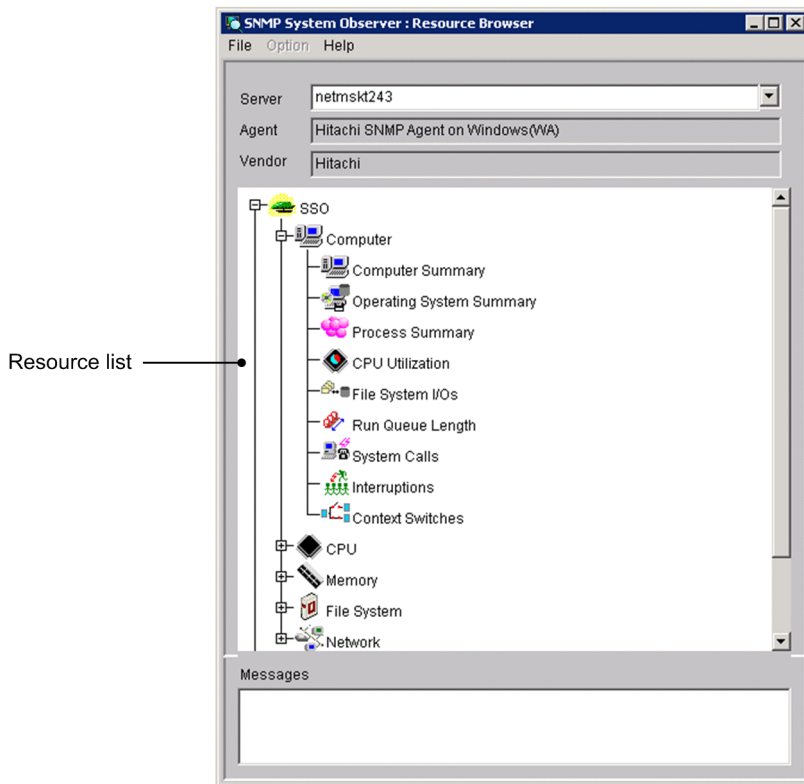 SNMP System Observer : Resource Browser
File Option Help
Server netmskt243
Agent Hitachi SNMP Agent on Windows(WA)
Vendor Hitachi
SSO
Computer
Computer Summary
Operating System Summary
Process Summary
Resource list
CPU Utilization
File System I/Os
Run Queue Length
System Calls
Interruptions
Context Switches
CPU
Memory
File System
Network
Messages